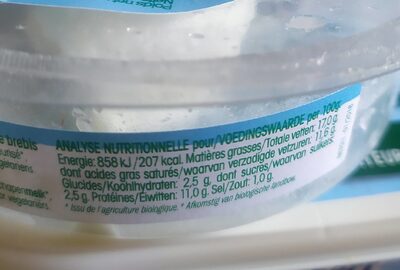 ANALYSE NUTRITIONNELLE pour/VOEDINGSWAARDE per 100g
Energie: 858 kJ /207 kcal. Matières grasses/Totale vetten: 17,0 g
dont acides gras saturés/waarvan verzadigde vetzuren: 11,6 g
Glucides/Koolhydraten: 2,5 g, dont sucres/waarvan suikers:
2,5 g. Protéines/Eiwitten: 11,0 g. Sel/Zout: 1,0 g.
* Issu de l'agriculture biologique. * Afkomstig van biologische landbouw.
brebis